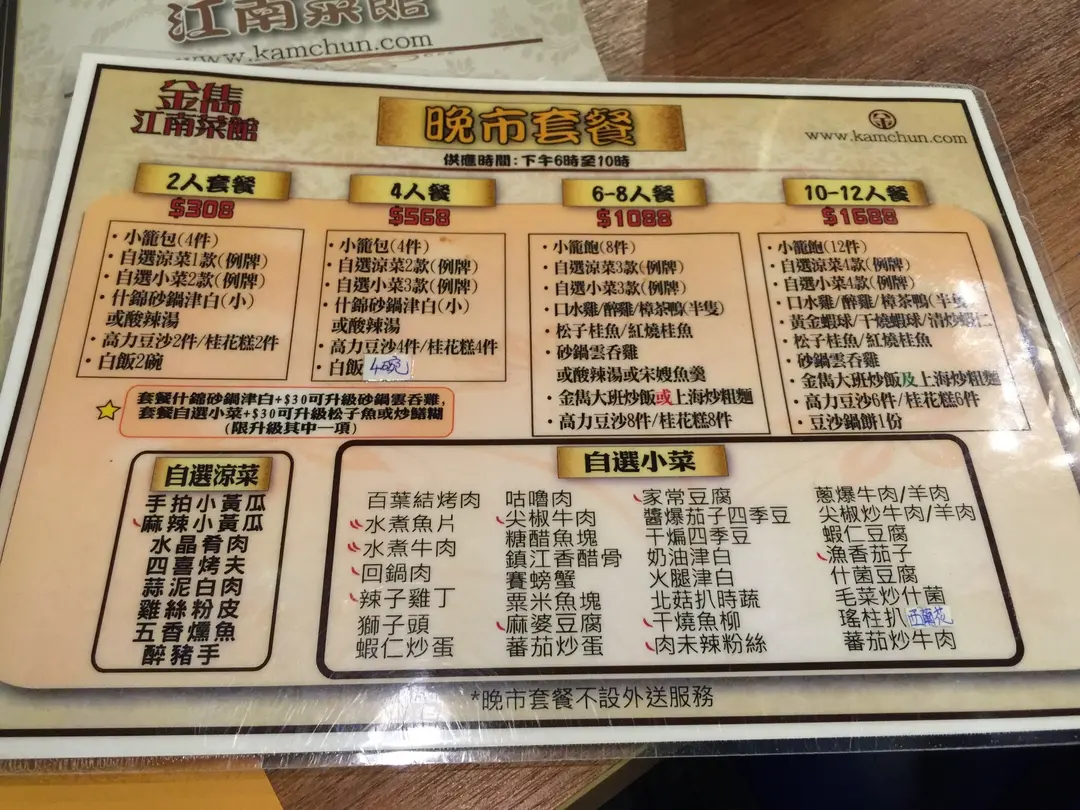 江南菜館
www.kamchun.com
金雋
江南菜館
晚市套餐
供應時間:下午6時至10時
www.kamchun.com
2人套餐
$308
·小籠包(4件)
·自選涼菜1款(例牌)
·自選小菜2款(例牌)
·什錦砂鍋津白(小)
或酸辣湯
·高力豆沙2件/桂花糕2件
·白飯2碗
4人餐
$568
·小籠包(4件)
·自選涼菜2款(例牌)
·自選小菜3款(例牌)
·什錦砂鍋津白(小)
或酸辣湯
·高力豆沙4件/桂花糕4件
·白飯 4碗
6-8人餐
$1088
·小籠飽(8件)
·自選涼菜3款(例牌)
·自選小菜3款(例牌)
·口水雞/醉雞/樟茶鴨(半隻)
·松子桂魚/紅燒桂魚
·砂鍋雲吞雞
或酸辣湯或宋嫂魚羹
·金雋大班炒飯或上海炒粗麵
·高力豆沙8件/桂花糕8件
10-12人餐
$1688
·小籠飽(12件)
·自選涼菜4款(例牌)
·自選小菜4款(例牌)
·口水雞/醉雞/樟茶鴨(半隻)
·黃金蝦球/干燒蝦球/清炒蝦仁
·松子桂魚/紅燒桂魚
·砂鍋雲吞雞
·金雋大班炒飯及上海炒粗麵
·高力豆沙6件/桂花糕6件
·豆沙鍋餅1份
套餐什錦砂鍋津白+$30可升級砂鍋雲吞雞,
套餐自選小菜+$30可升級松子魚或炒鱔糊
(限升級其中一項)
自選涼菜
手拍小黃瓜
麻辣小黃瓜
水晶肴肉
四喜烤夫
蒜泥白肉
雞絲粉皮
五香燻魚
醉豬手
自選小菜
百葉結烤肉
水煮魚片
水煮牛肉
回鍋肉
辣子雞丁
獅子頭
蝦仁炒蛋
咕嚕肉
尖椒牛肉
糖醋魚塊
鎮江香醋骨
賽螃蟹
粟米魚塊
麻婆豆腐
蕃茄炒蛋
家常豆腐
醬爆茄子四季豆
干煸四季豆
奶油津白
火腿津白
北菇扒時蔬
干燒魚柳
肉未辣粉絲
蔥爆牛肉/羊肉
尖椒炒牛肉/羊肉
蝦仁豆腐
漁香茄子
什菌豆腐
毛菜炒什菌
瑤柱扒西蘭花
蕃茄炒牛肉
*晚市套餐不設外送服務